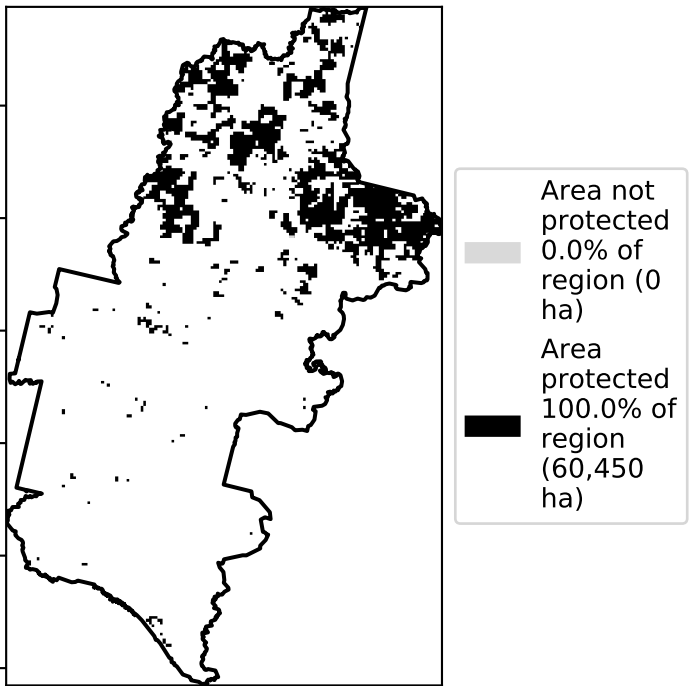 Area not
protected
0.0% of
region (0
ha)
Area
protected
100.0% of
region
(60,450
ha)